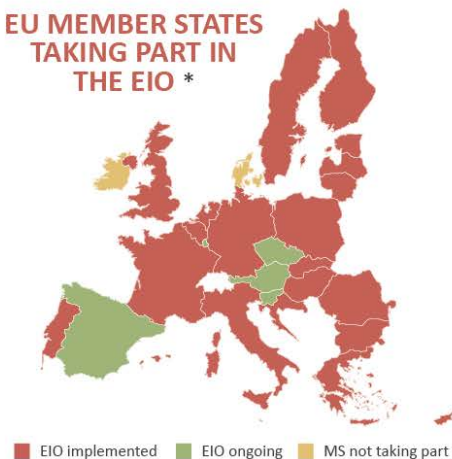 EU MEMBER STATES
TAKING PART IN
THE EIO *
EIO implemented EIO ongoing MS not taking part